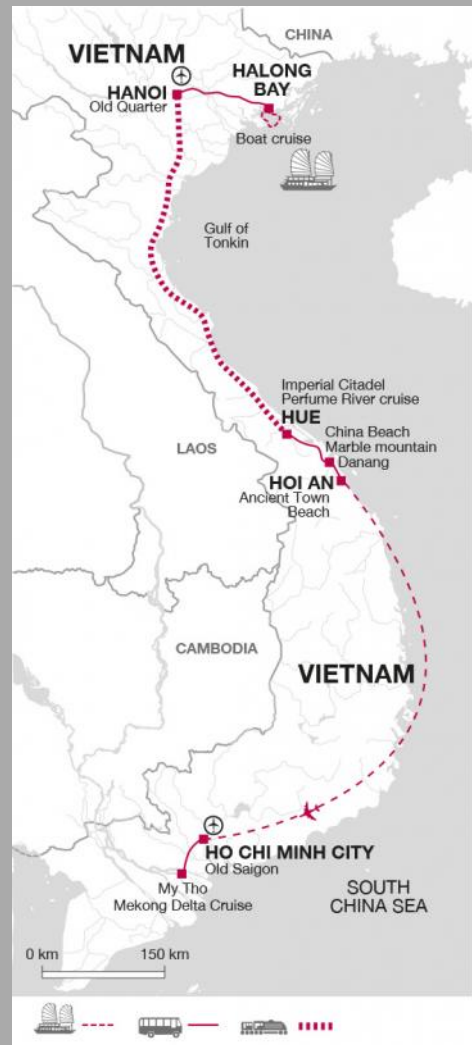 CHINA
VIETNAM
HANOI
Old Quarter
HALONG
BAY
Boat cruise
Gulf of
Tonkin
Imperial Citadel
Perfume River cruise
HUE
China Beach
Marble mountain
Danang
LAOS
HOI AN
Ancient Town
Beach
CAMBODIA
VIETNAM
HO CHI MINH CITY
Old Saigon
My Tho
Mekong Delta Cruise
SOUTH
CHINA SEA
0 km 150 km